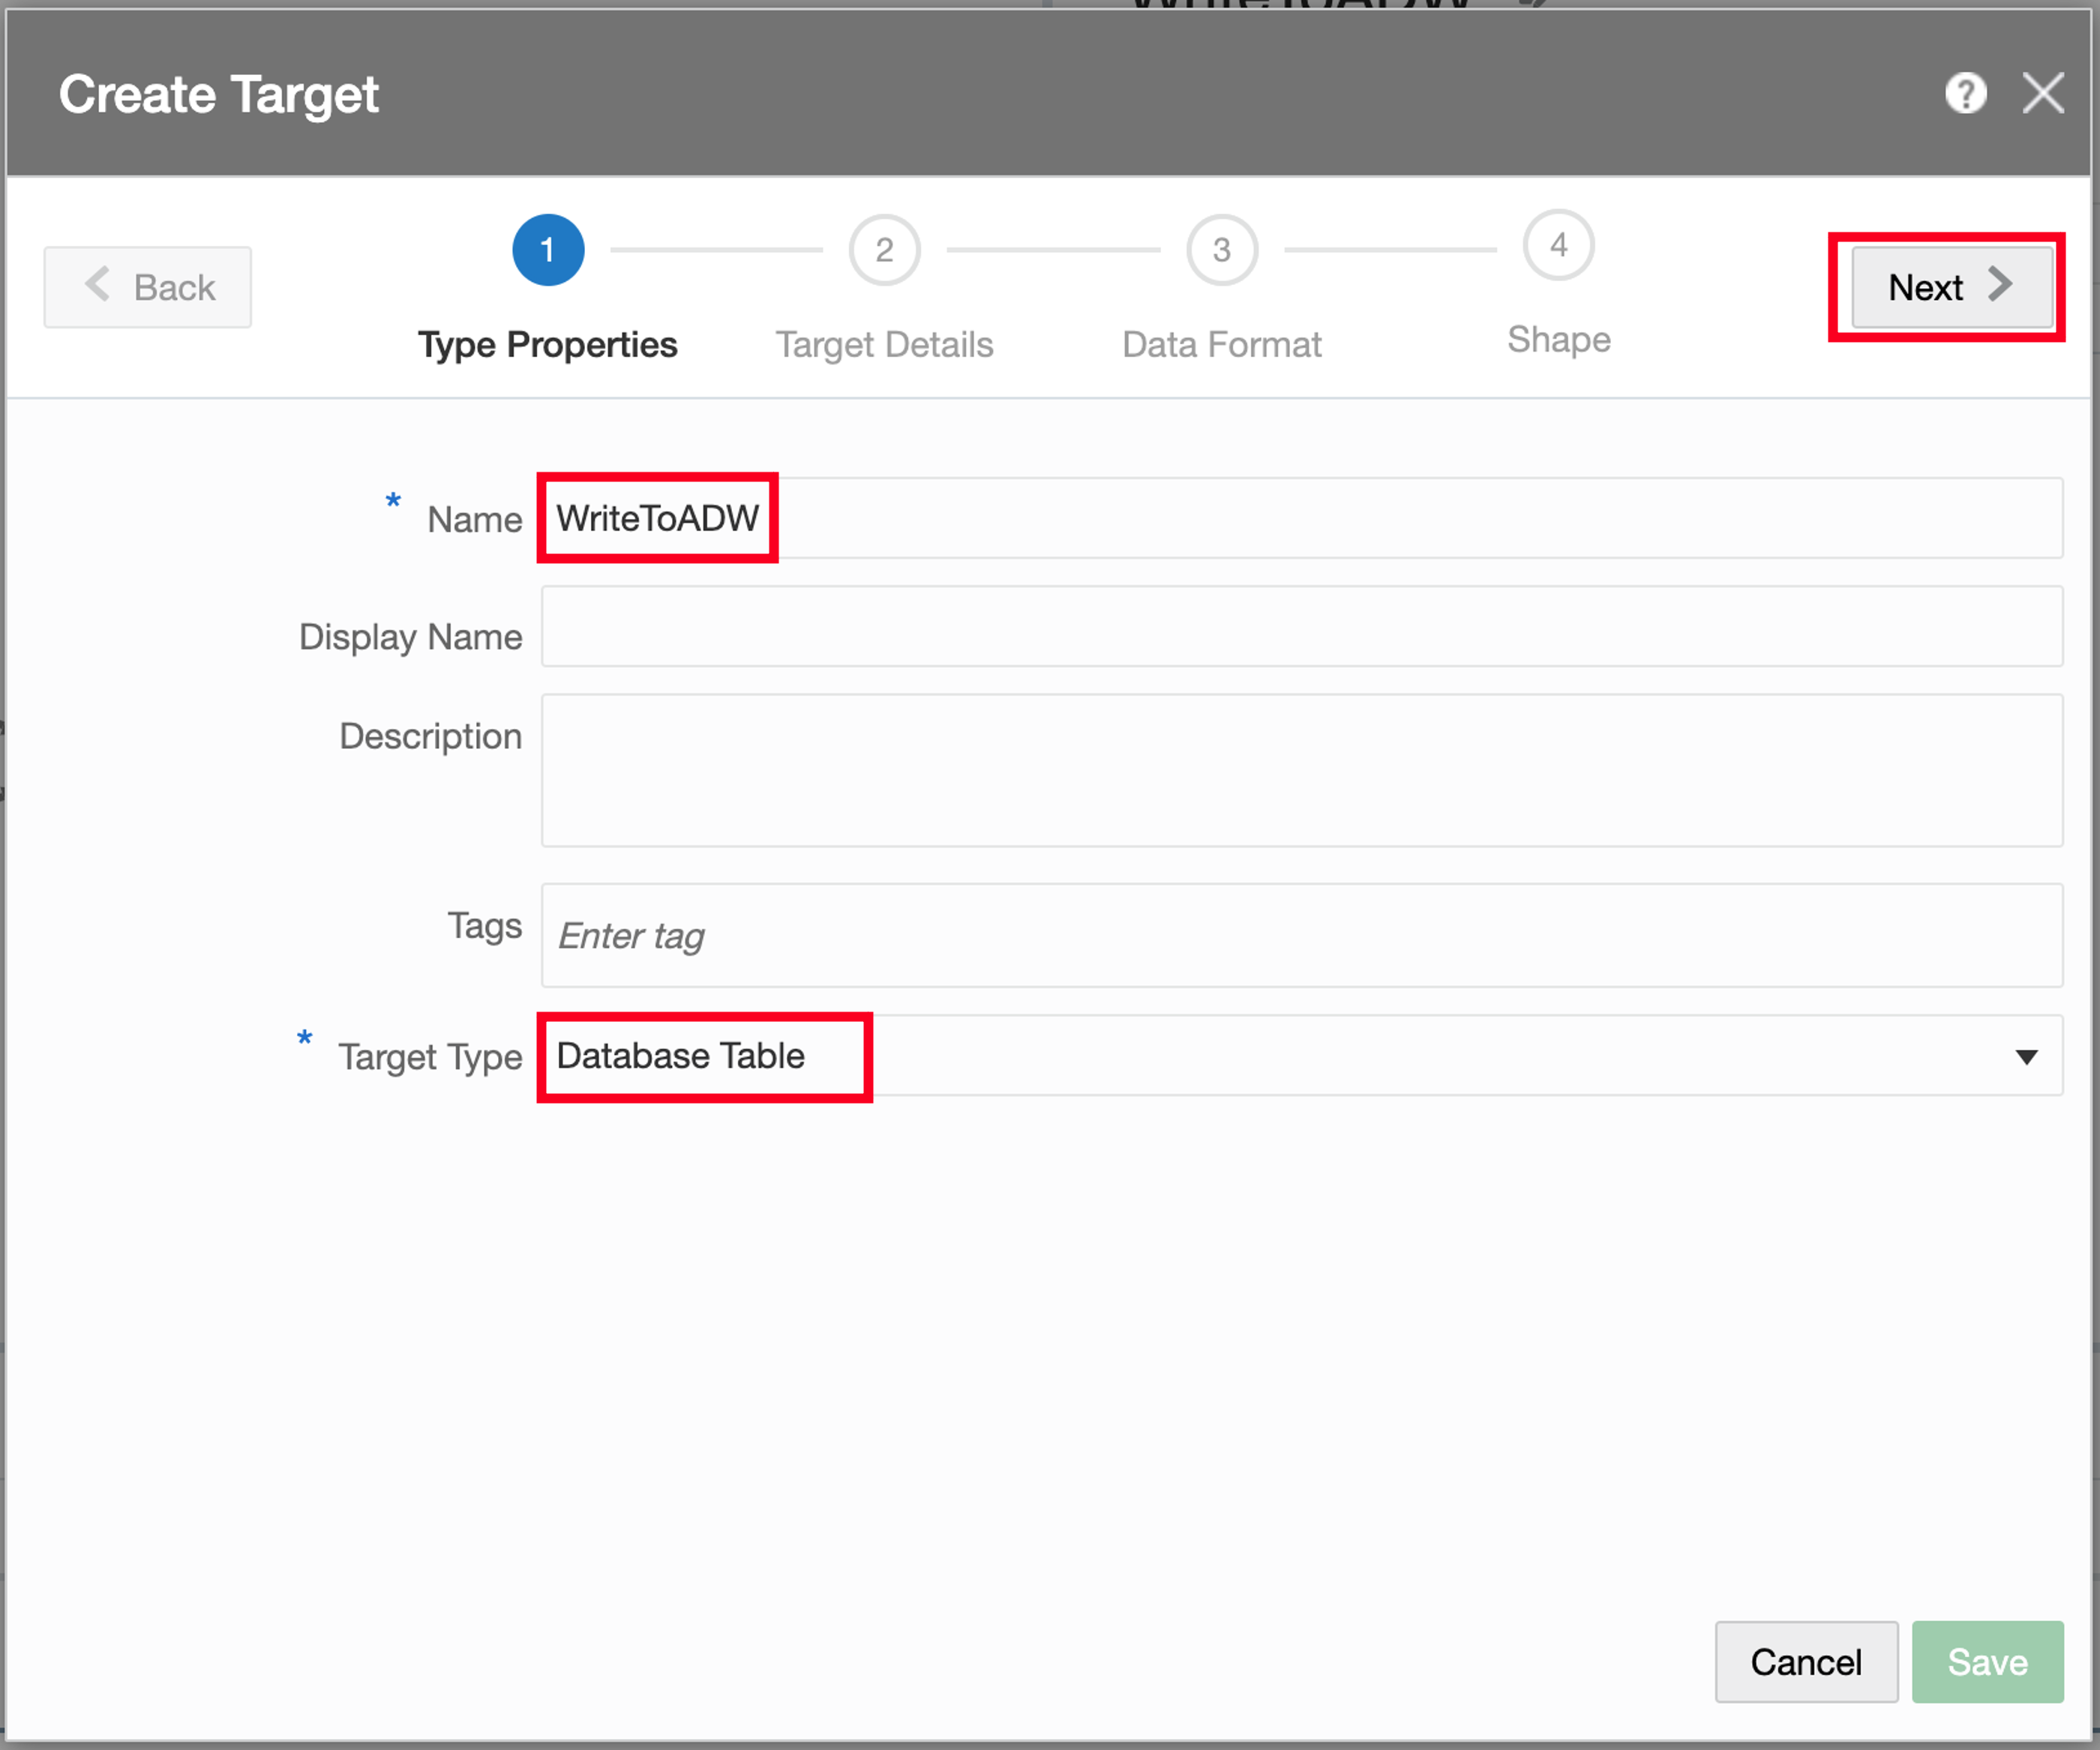 WriteToADW
Create Target
?
Back
1
2
3
4
Next
Type Properties
Target Details
Data Format
Shape
* Name
WriteToADW
Display Name
Description
Tags
Enter tag
* Target Type
Database Table
Cancel
Save